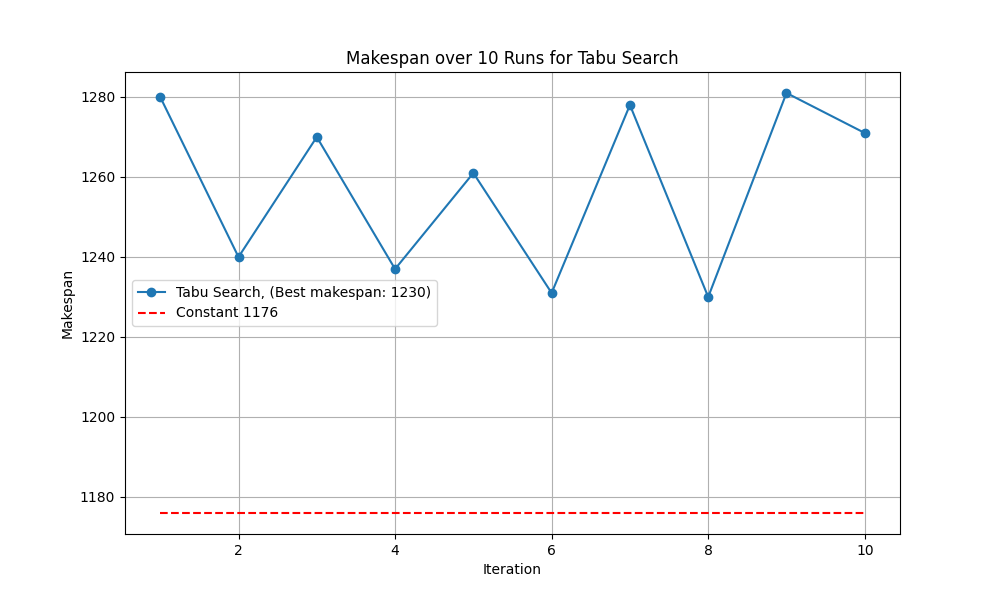 Makespan over 10 Runs for Tabu Search
Makespan
1280
1260
1240
1220
1200
1180
Tabu Search, (Best makespan: 1230)
Constant 1176
2
4
6
8
10
Iteration